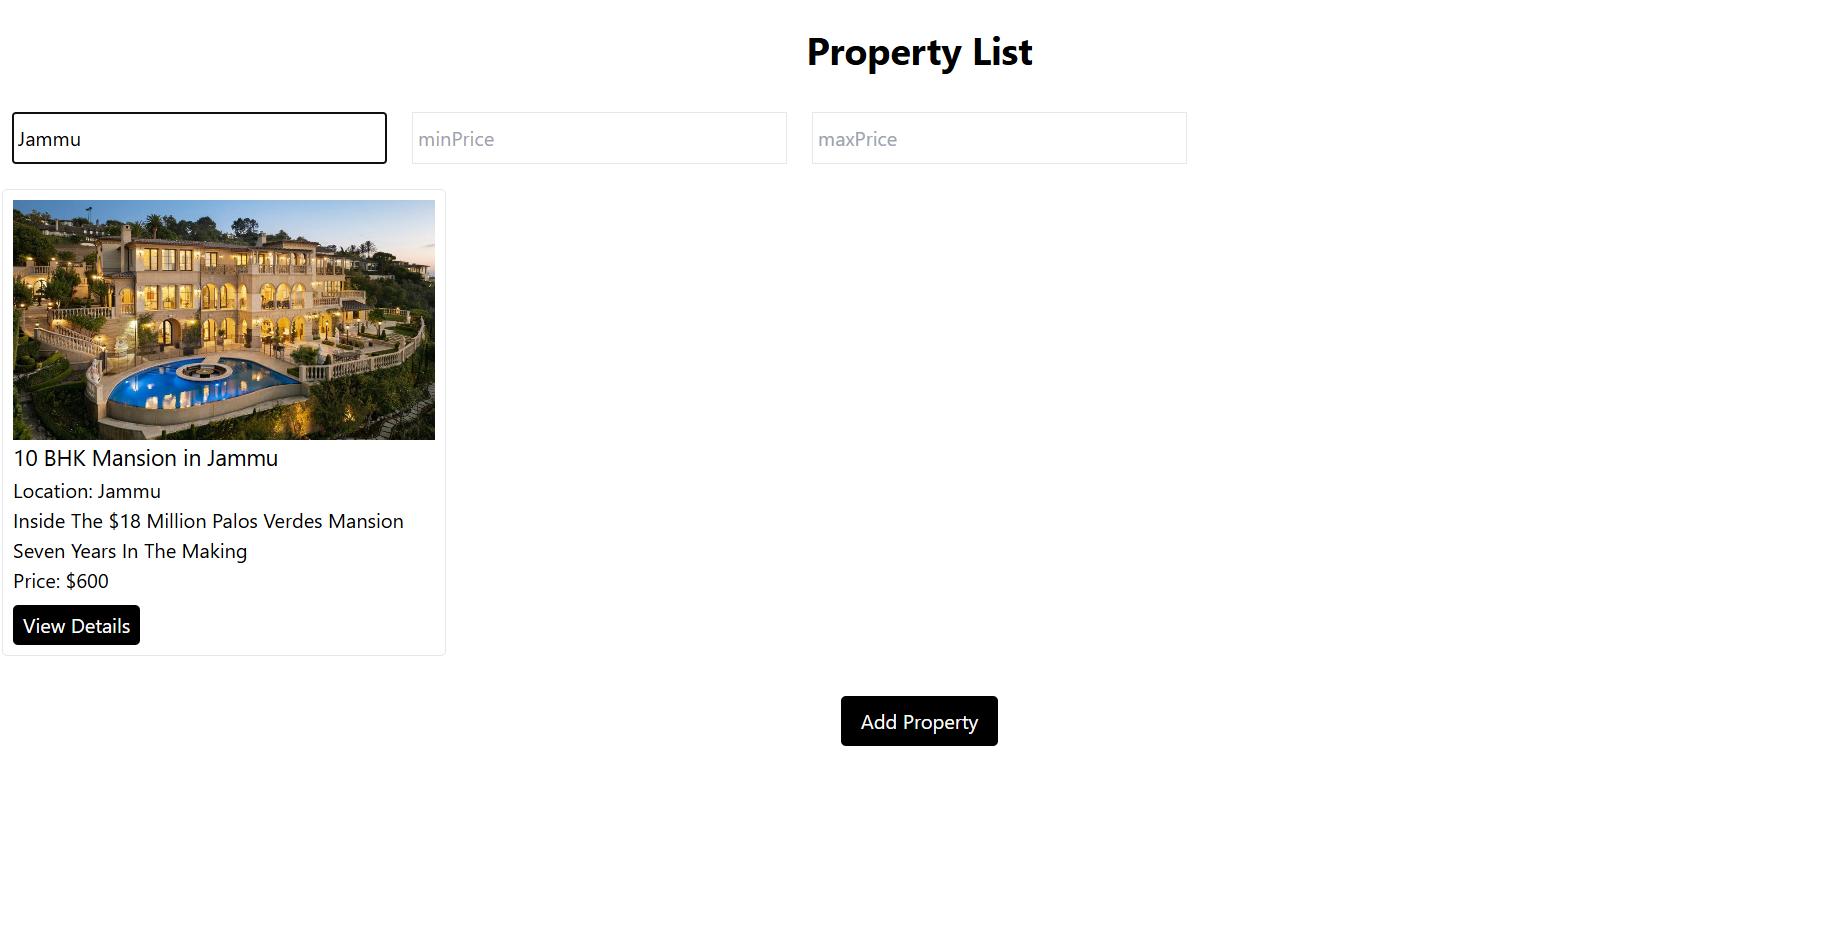 Property List
Jammu
minPrice
maxPrice
10 BHK Mansion in Jammu
Location: Jammu
Inside The $18 Million Palos Verdes Mansion
Seven Years In The Making
Price: $600
View Details
Add Property